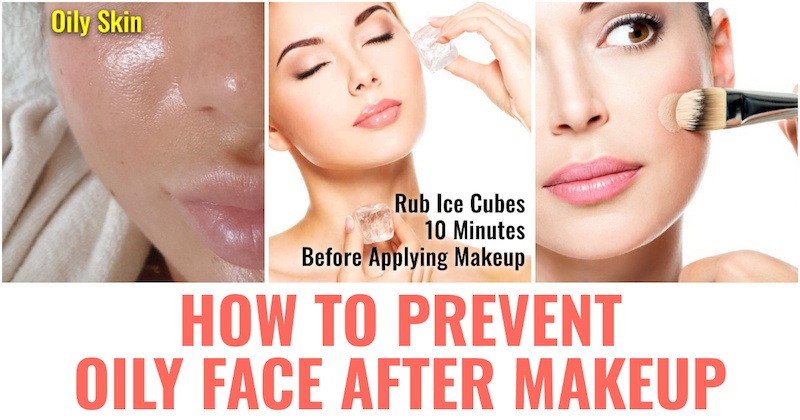 Oily Skin
Rub Ice Cubes
10 Minutes
Before Applying Makeup
HOW TO PREVENT
OILY FACE AFTER MAKEUP